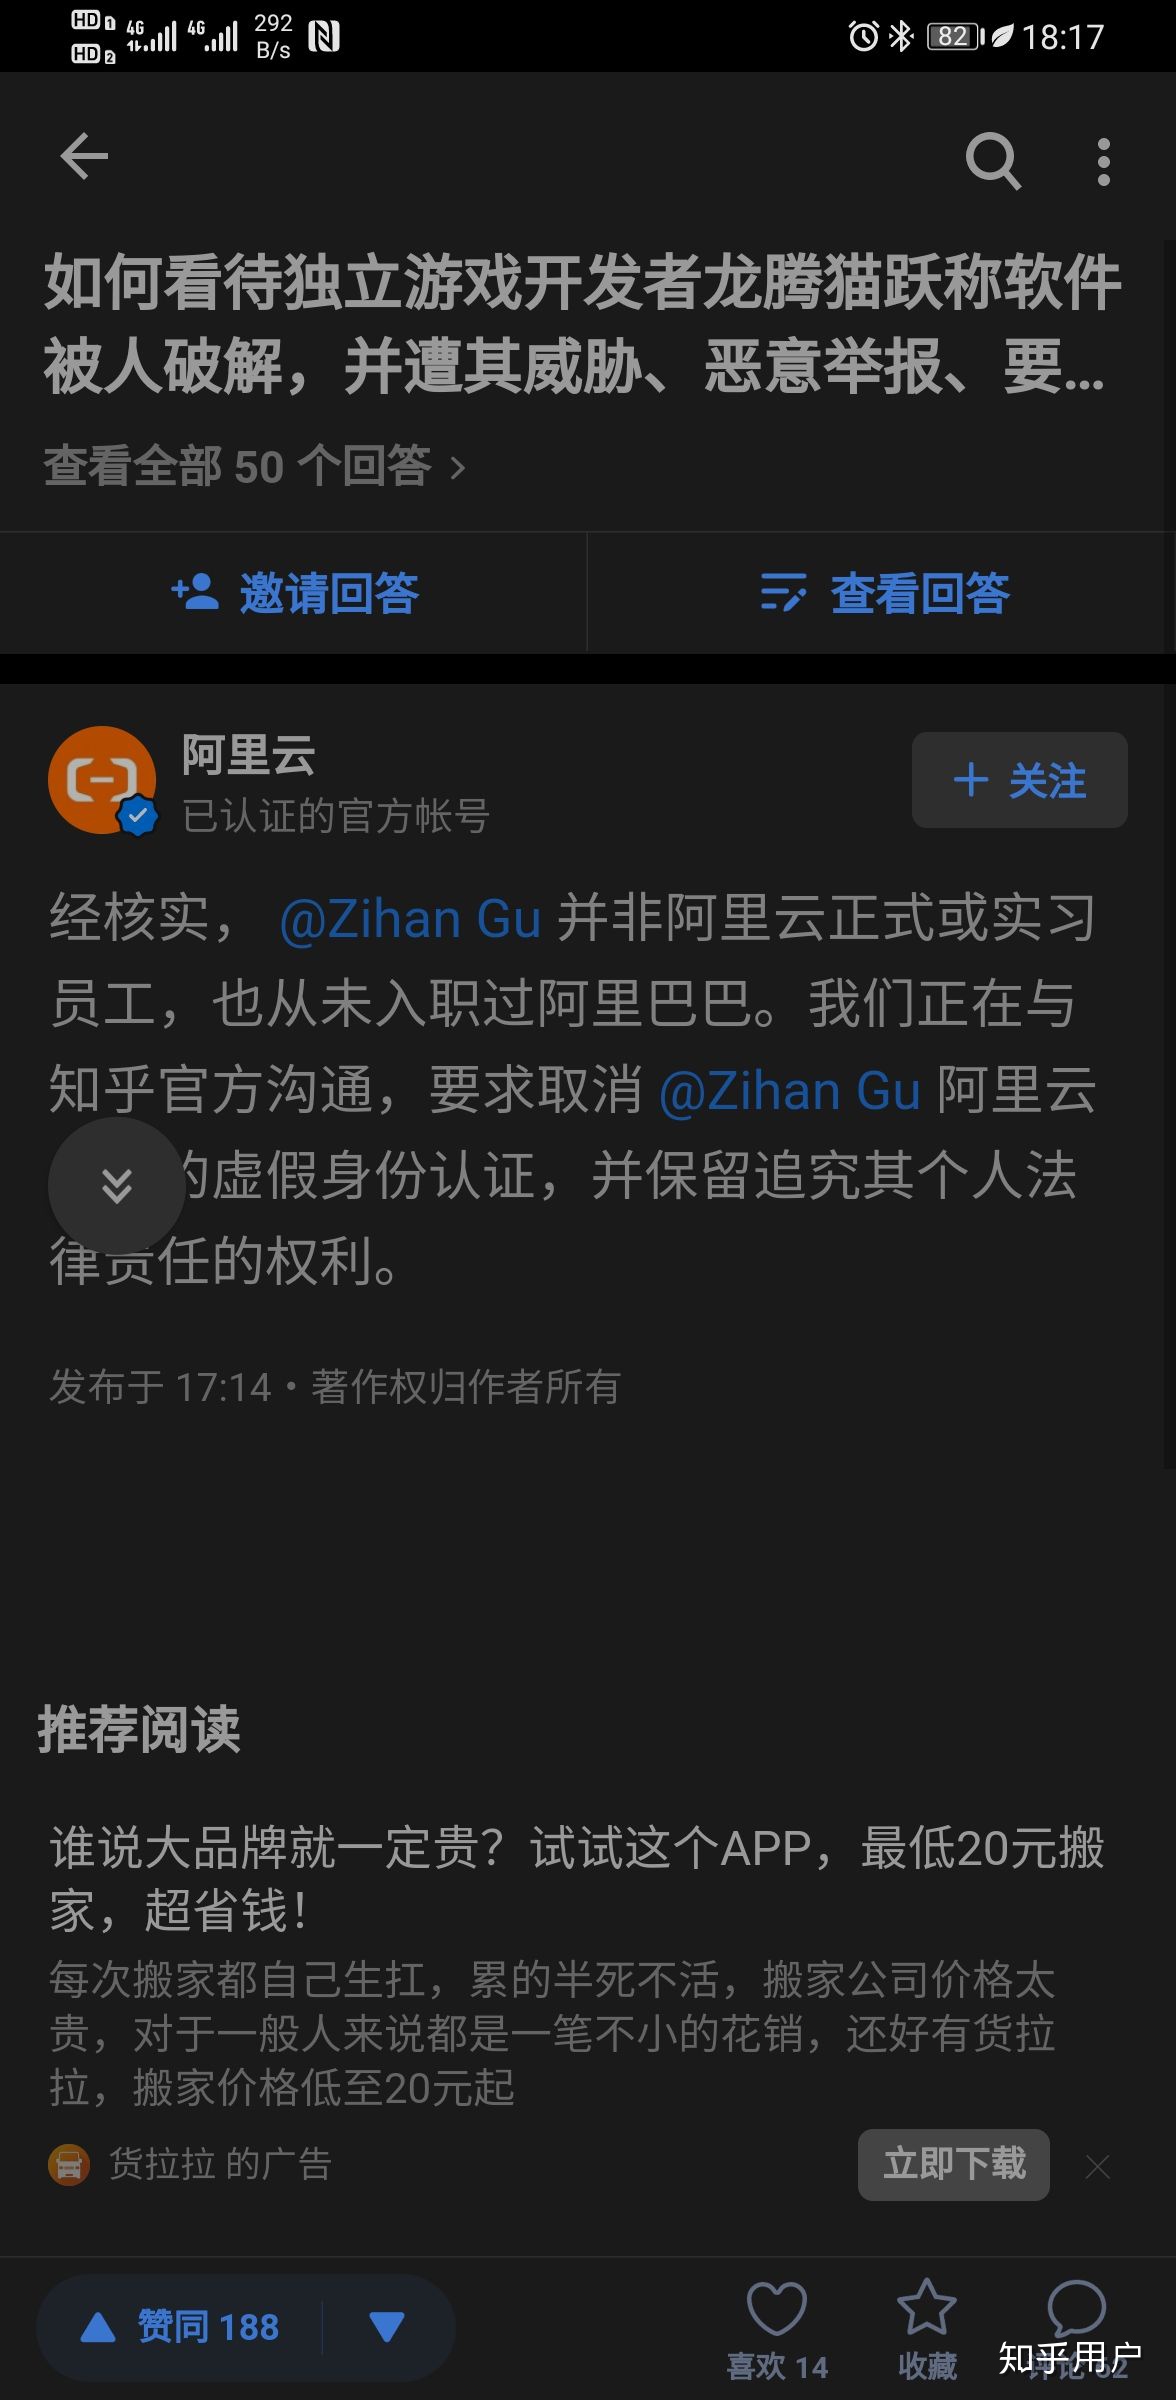 HD 1 4G 4G 292 B/s
HD 2
82 18:17
如何看待独立游戏开发者龙腾猫跃称软件
被人破解，并遭其威胁、恶意举报、要...
查看全部 50 个回答
邀请回答
查看回答
阿里云
已认证的官方帐号
关注
经核实， @Zihan Gu 并非阿里云正式或实习
员工，也从未入职过阿里巴巴。我们正在与
知乎官方沟通，要求取消 @Zihan Gu 阿里云
的虚假身份认证，并保留追究其个人法
律责任的权利。
发布于 17:14 · 著作权归作者所有
推荐阅读
谁说大品牌就一定贵？试试这个APP，最低20元搬
家，超省钱！
每次搬家都自己生扛，累的半死不活，搬家公司价格太
贵，对于一般人来说都是一笔不小的花销，还好有货拉
拉，搬家价格低至20元起
货拉拉 的广告
立即下载
赞同 188
喜欢 14
收藏
评论 62
知乎用户